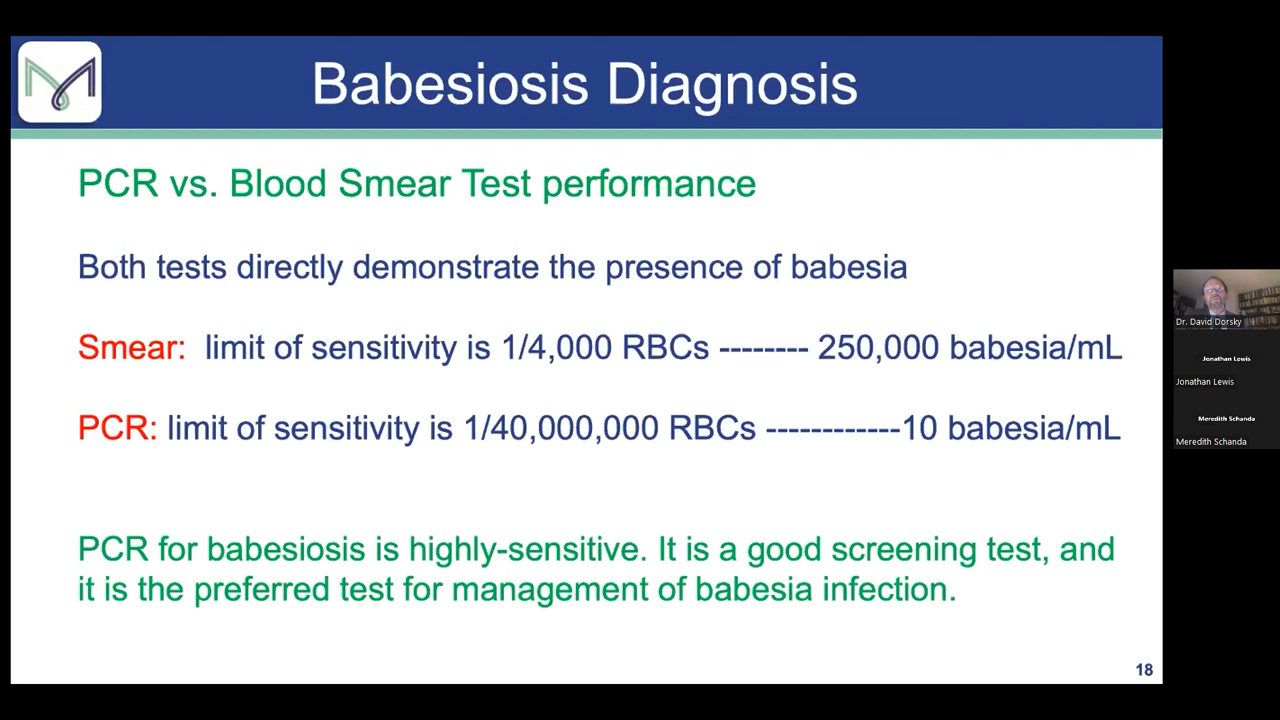 Babesiosis Diagnosis
PCR vs. Blood Smear Test performance
Both tests directly demonstrate the presence of babesia
Smear: limit of sensitivity is 1/4,000 RBCs -------- 250,000 babesia/mL
PCR: limit of sensitivity is 1/40,000,000 RBCs ------------10 babesia/mL
PCR for babesiosis is highly-sensitive. It is a good screening test, and
it is the preferred test for management of babesia infection.
18
Dr. David Dorsky
Jonathan Lewis
Jonathan Lewis
Meredith Schanda
Meredith Schanda